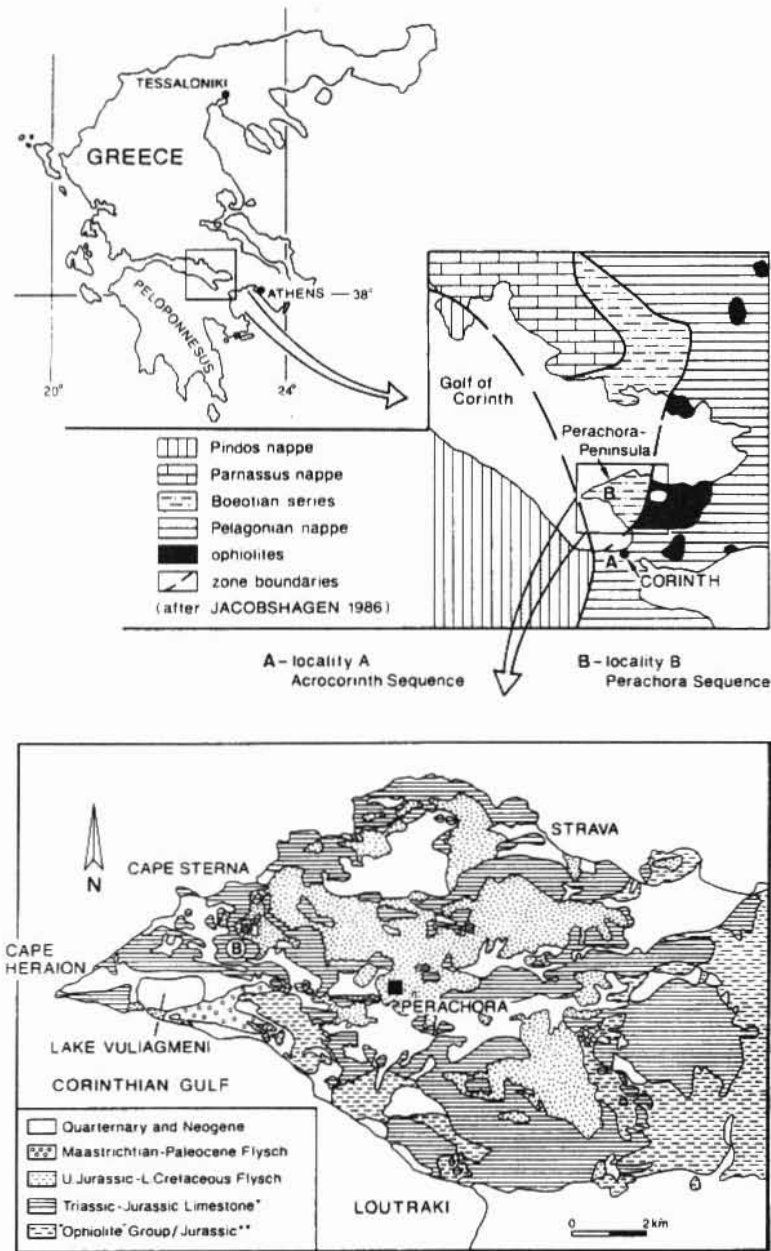 TESSALONIKI
GREECE
ATHENS
38°
PELOPONNESUS
20°
24°
Golf of
Corinth
Perachora-
Peninsula
B
A
CORINTH
Pindos nappe
Parnassus nappe
Boeotian series
Pelagonian nappe
ophiolites
zone boundaries
(after JACOBSHAGEN 1986)
A – locality A
Acrocorinth Sequence
B – locality B
Perachora Sequence
N
STRAVA
CAPE STERNA
CAPE
HERAION
B
PERACHORA
LAKE VULIAGMENI
CORINTHIAN GULF
Quarternary and Neogene
Maastrichtian-Paleocene Flysch
U.Jurassic-L.Cretaceous Flysch
Triassic-Jurassic Limestone*
"Ophiolite" Group/Jurassic**
LOUTRAKI
0 2 km